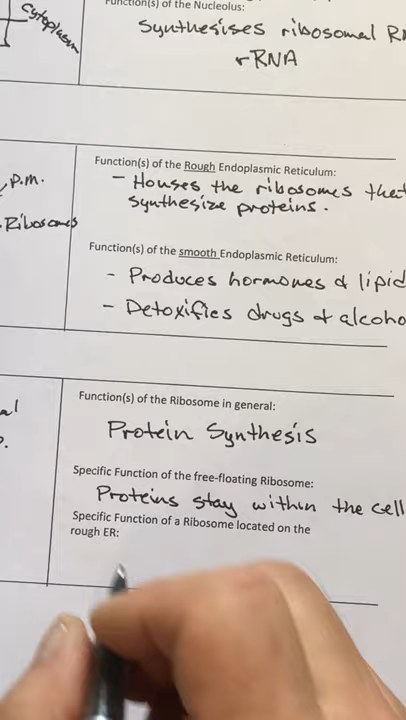 Function(s) of the Nucleolus:
Cytoplasm
Synthesises ribosomal
rRNA
Function(s) of the Rough Endoplasmic Reticulum:
P.M.
- Houses the ribosomes that
synthesize proteins.
Ribosomes
Function(s) of the smooth Endoplasmic Reticulum:
- Produces hormones & lipid
- Detoxifies drugs & alcoho
Function(s) of the Ribosome in general:
Protein Synthesis
Specific Function of the free-floating Ribosome:
Proteins stay within the cell
Specific Function of a Ribosome located on the
rough ER: